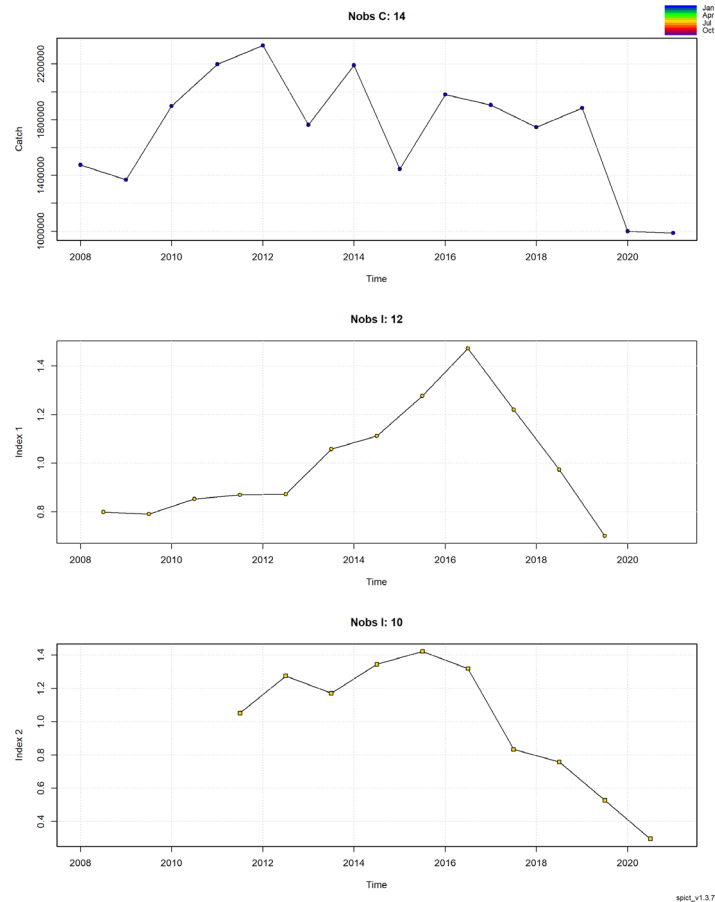 Nobs C: 14
Jan
Apr
Jul
Oct
2200000
1800000
1400000
1000000
Catch
2008 2010 2012 2014 2016 2018 2020
Time
Nobs I: 12
1.4
1.2
1.0
0.8
Index 1
2008 2010 2012 2014 2016 2018 2020
Time
Nobs I: 10
1.4
1.2
1.0
0.8
0.6
0.4
Index 2
2008 2010 2012 2014 2016 2018 2020
Time
spict_v1.3.7